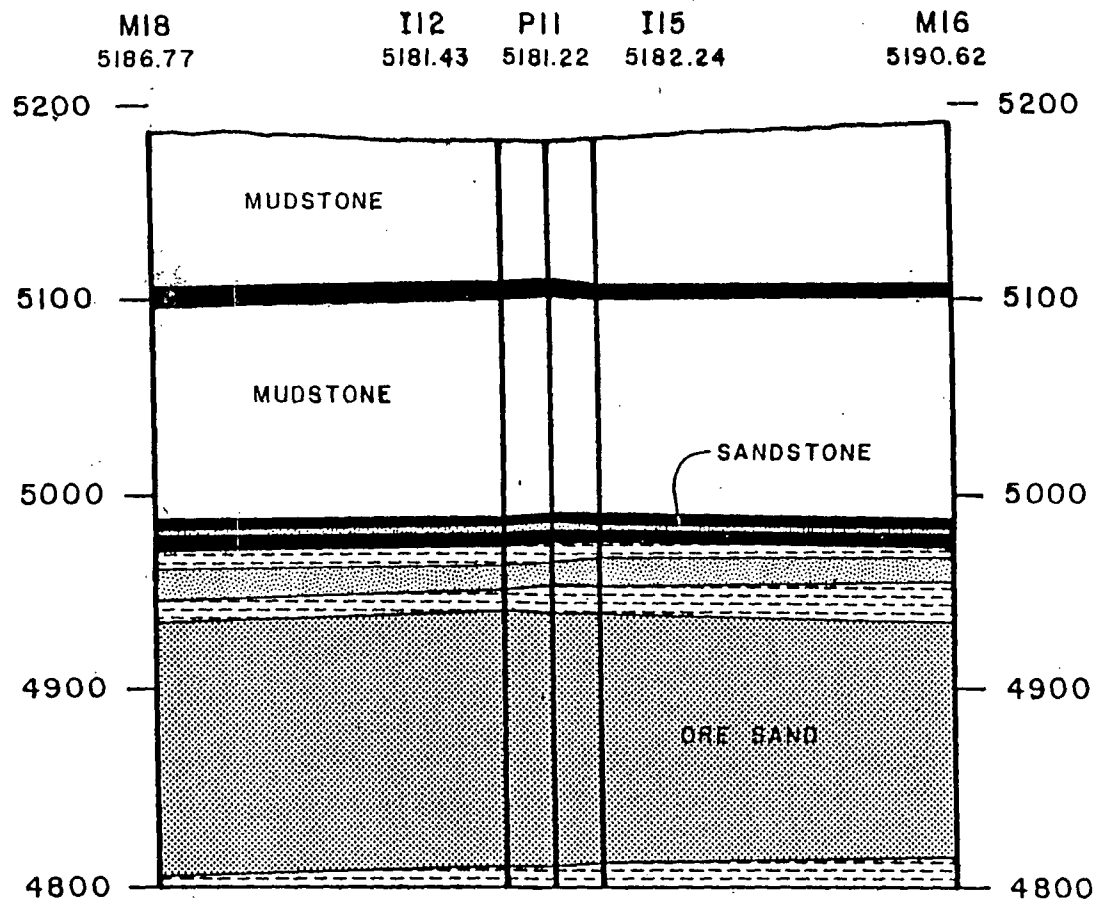 M18 I12 P11 I15 M16
5186.77 5181.43 5181.22 5182.24 5190.62
5200 5200
MUDSTONE
5100 5100
MUDSTONE
SANDSTONE
5000 5000
4900 4900
ORE SAND
4800 4800